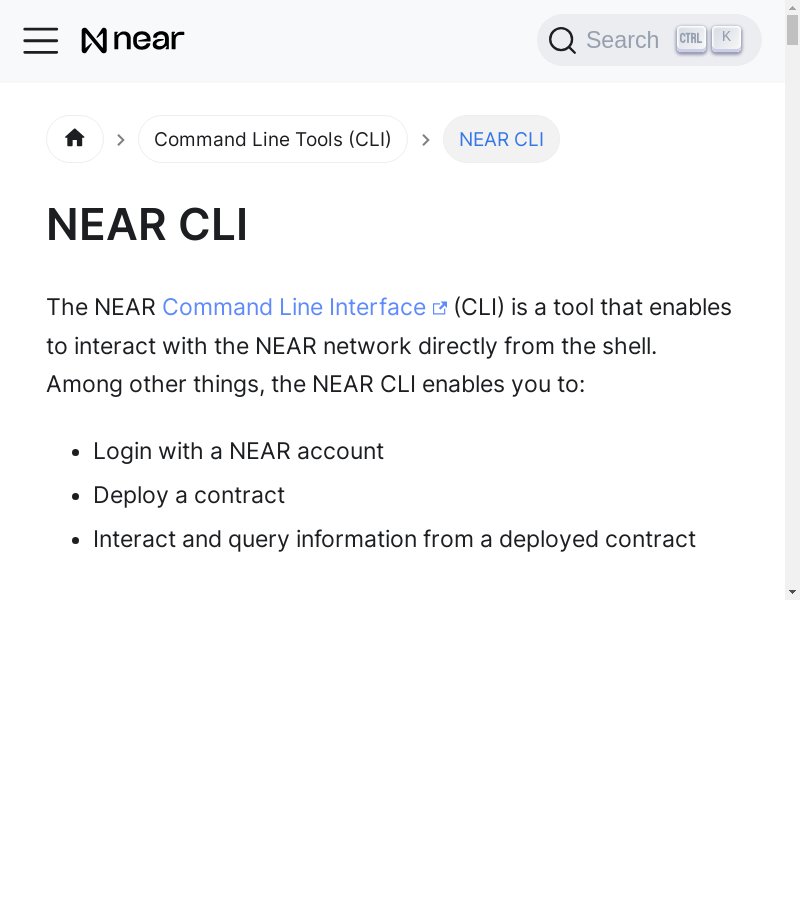 near
Search
CTRL K
Command Line Tools (CLI)
NEAR CLI
NEAR CLI
The NEAR Command Line Interface (CLI) is a tool that enables
to interact with the NEAR network directly from the shell.
Among other things, the NEAR CLI enables you to:
Login with a NEAR account
Deploy a contract
Interact and query information from a deployed contract